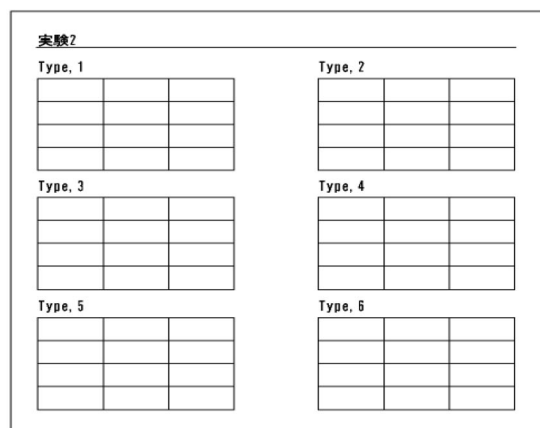 実験2
Type, 1
Type, 2
Type, 3
Type, 4
Type, 5
Type, 6